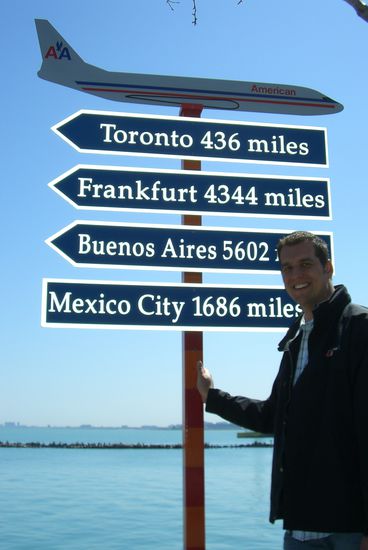 AA
American
Toronto 436 miles
Frankfurt 4344 miles
Buenos Aires 5602
Mexico City 1686 miles